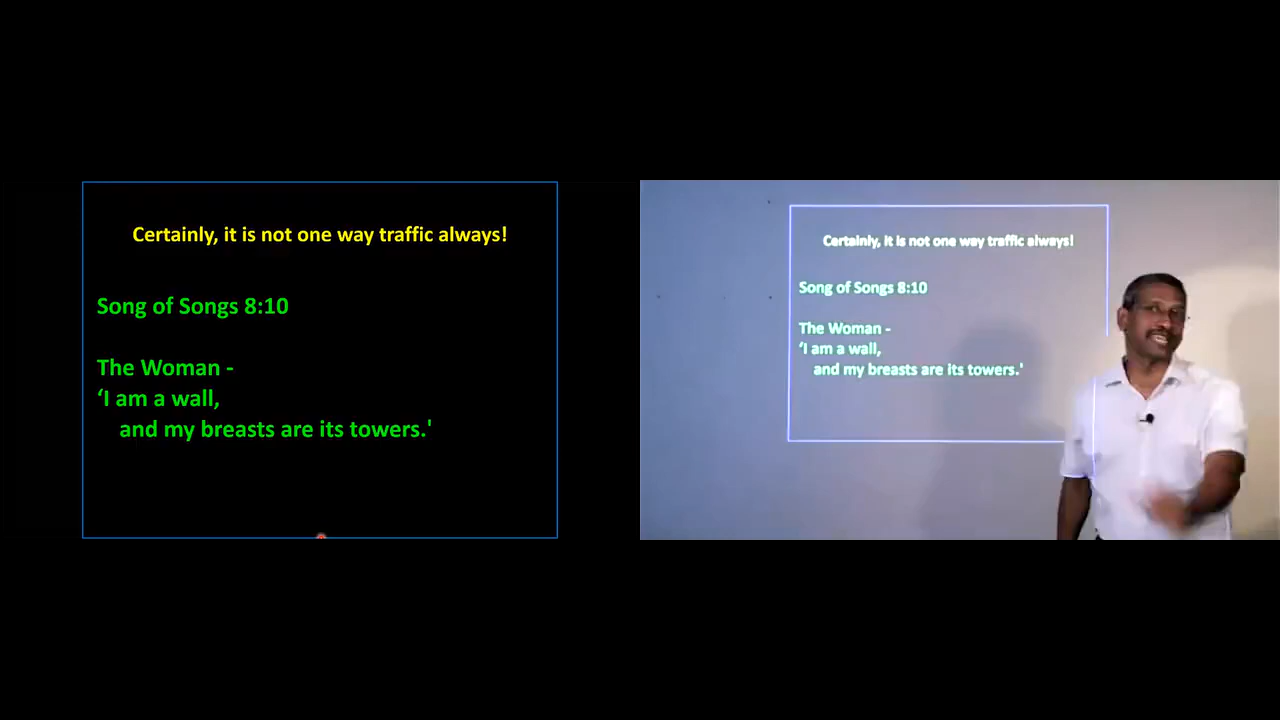 Certainly, it is not one way traffic always!
Song of Songs 8:10
The Woman -
‘I am a wall,
and my breasts are its towers.'
Certainly, it is not one way traffic always!
Song of Songs 8:10
The Woman -
‘I am a wall,
and my breasts are its towers.'